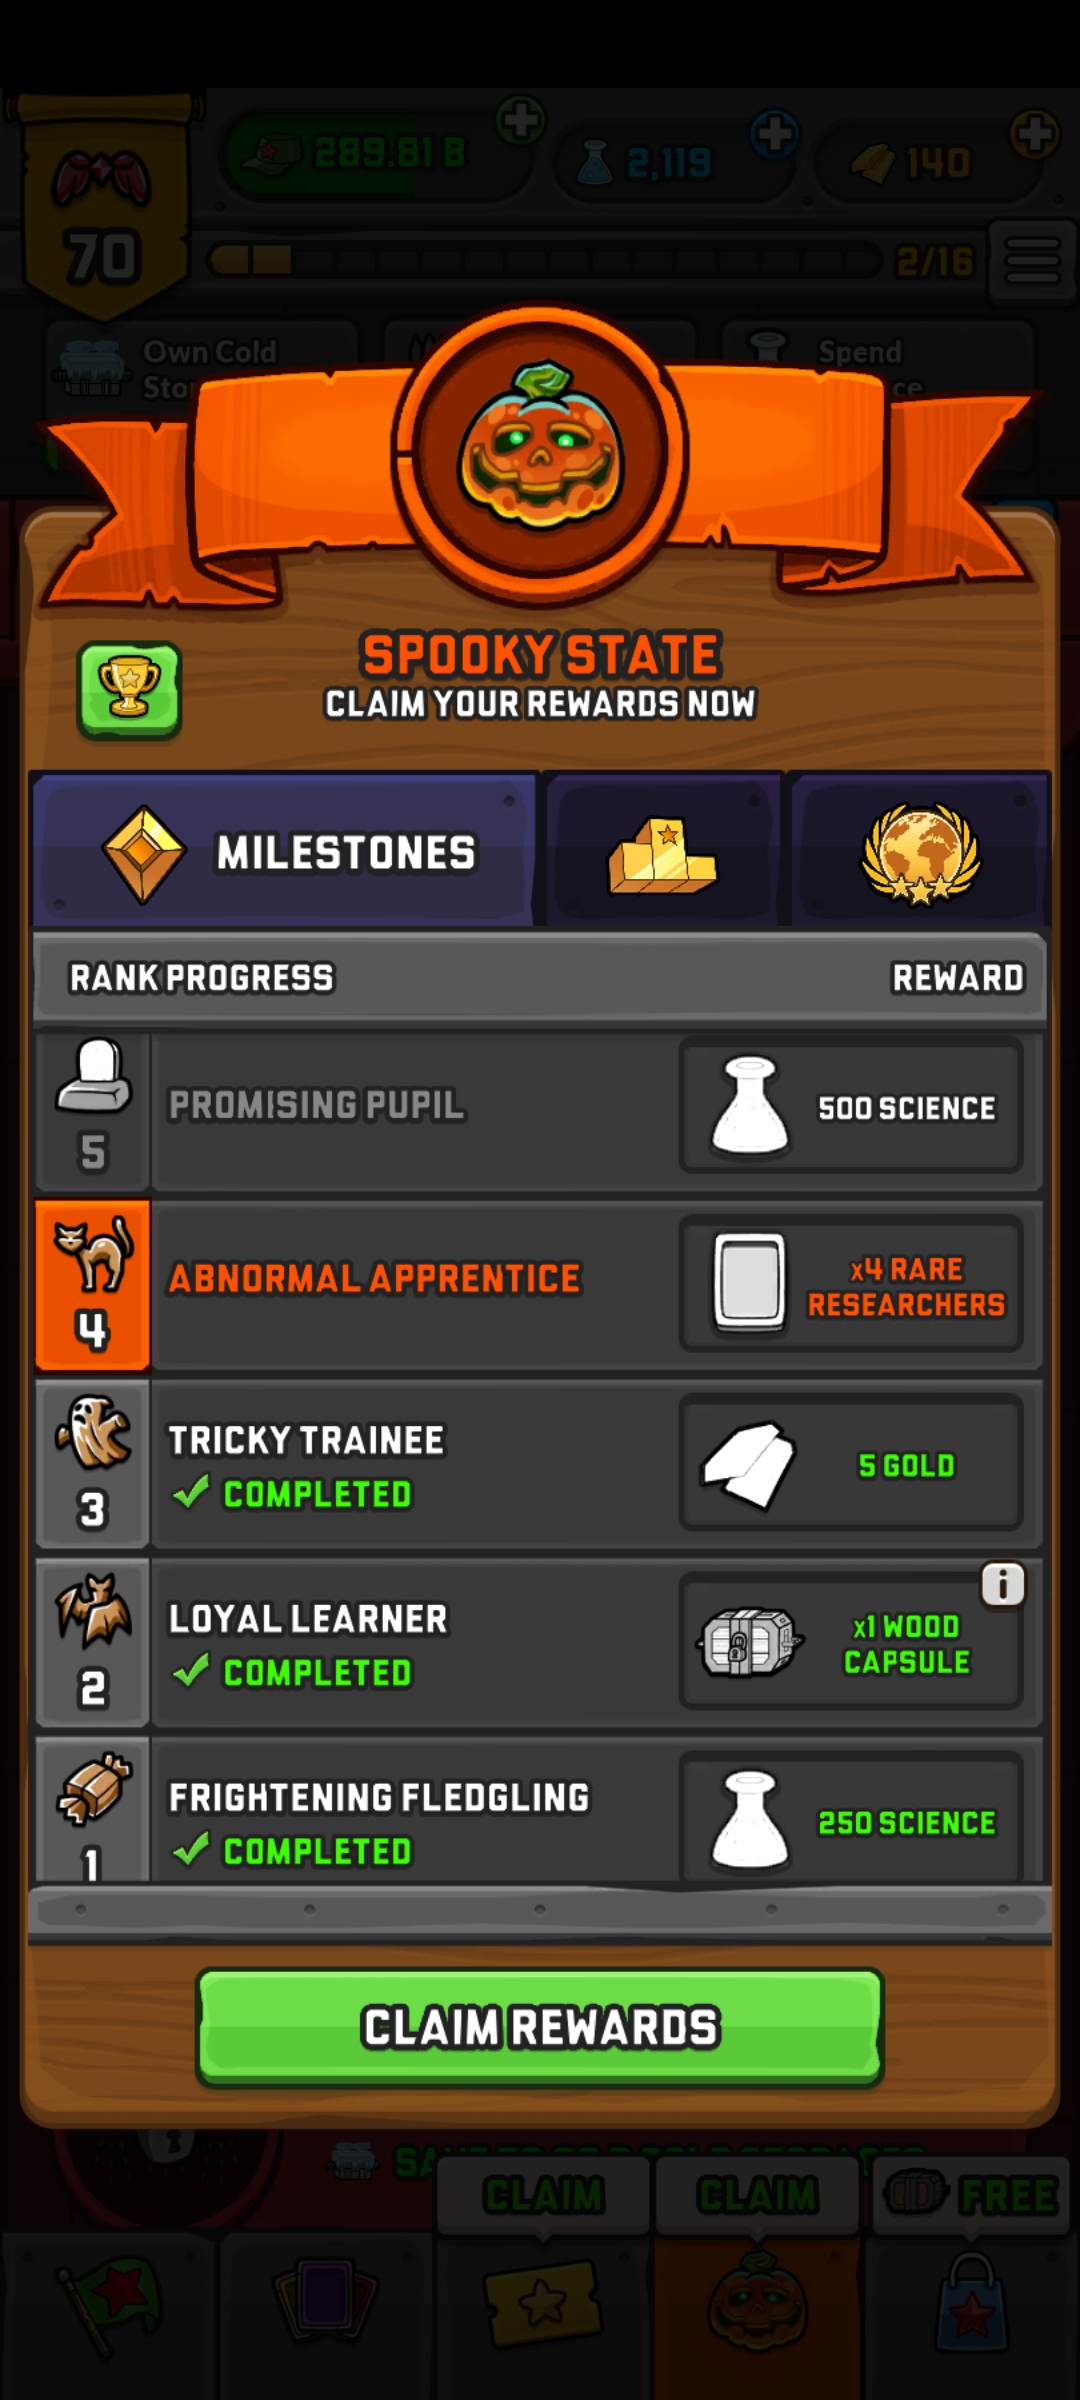 289.81 B
2,119
140
70
2/16
Own Cold
Spend
SPOOKY STATE
CLAIM YOUR REWARDS NOW
MILESTONES
RANK PROGRESS
REWARD
5
PROMISING PUPIL
500 SCIENCE
4
ABNORMAL APPRENTICE
x4 RARE
RESEARCHERS
3
TRICKY TRAINEE
COMPLETED
5 GOLD
2
LOYAL LEARNER
COMPLETED
i
x1 WOOD
CAPSULE
1
FRIGHTENING FLEDGLING
COMPLETED
250 SCIENCE
CLAIM REWARDS
CLAIM
CLAIM
FREE